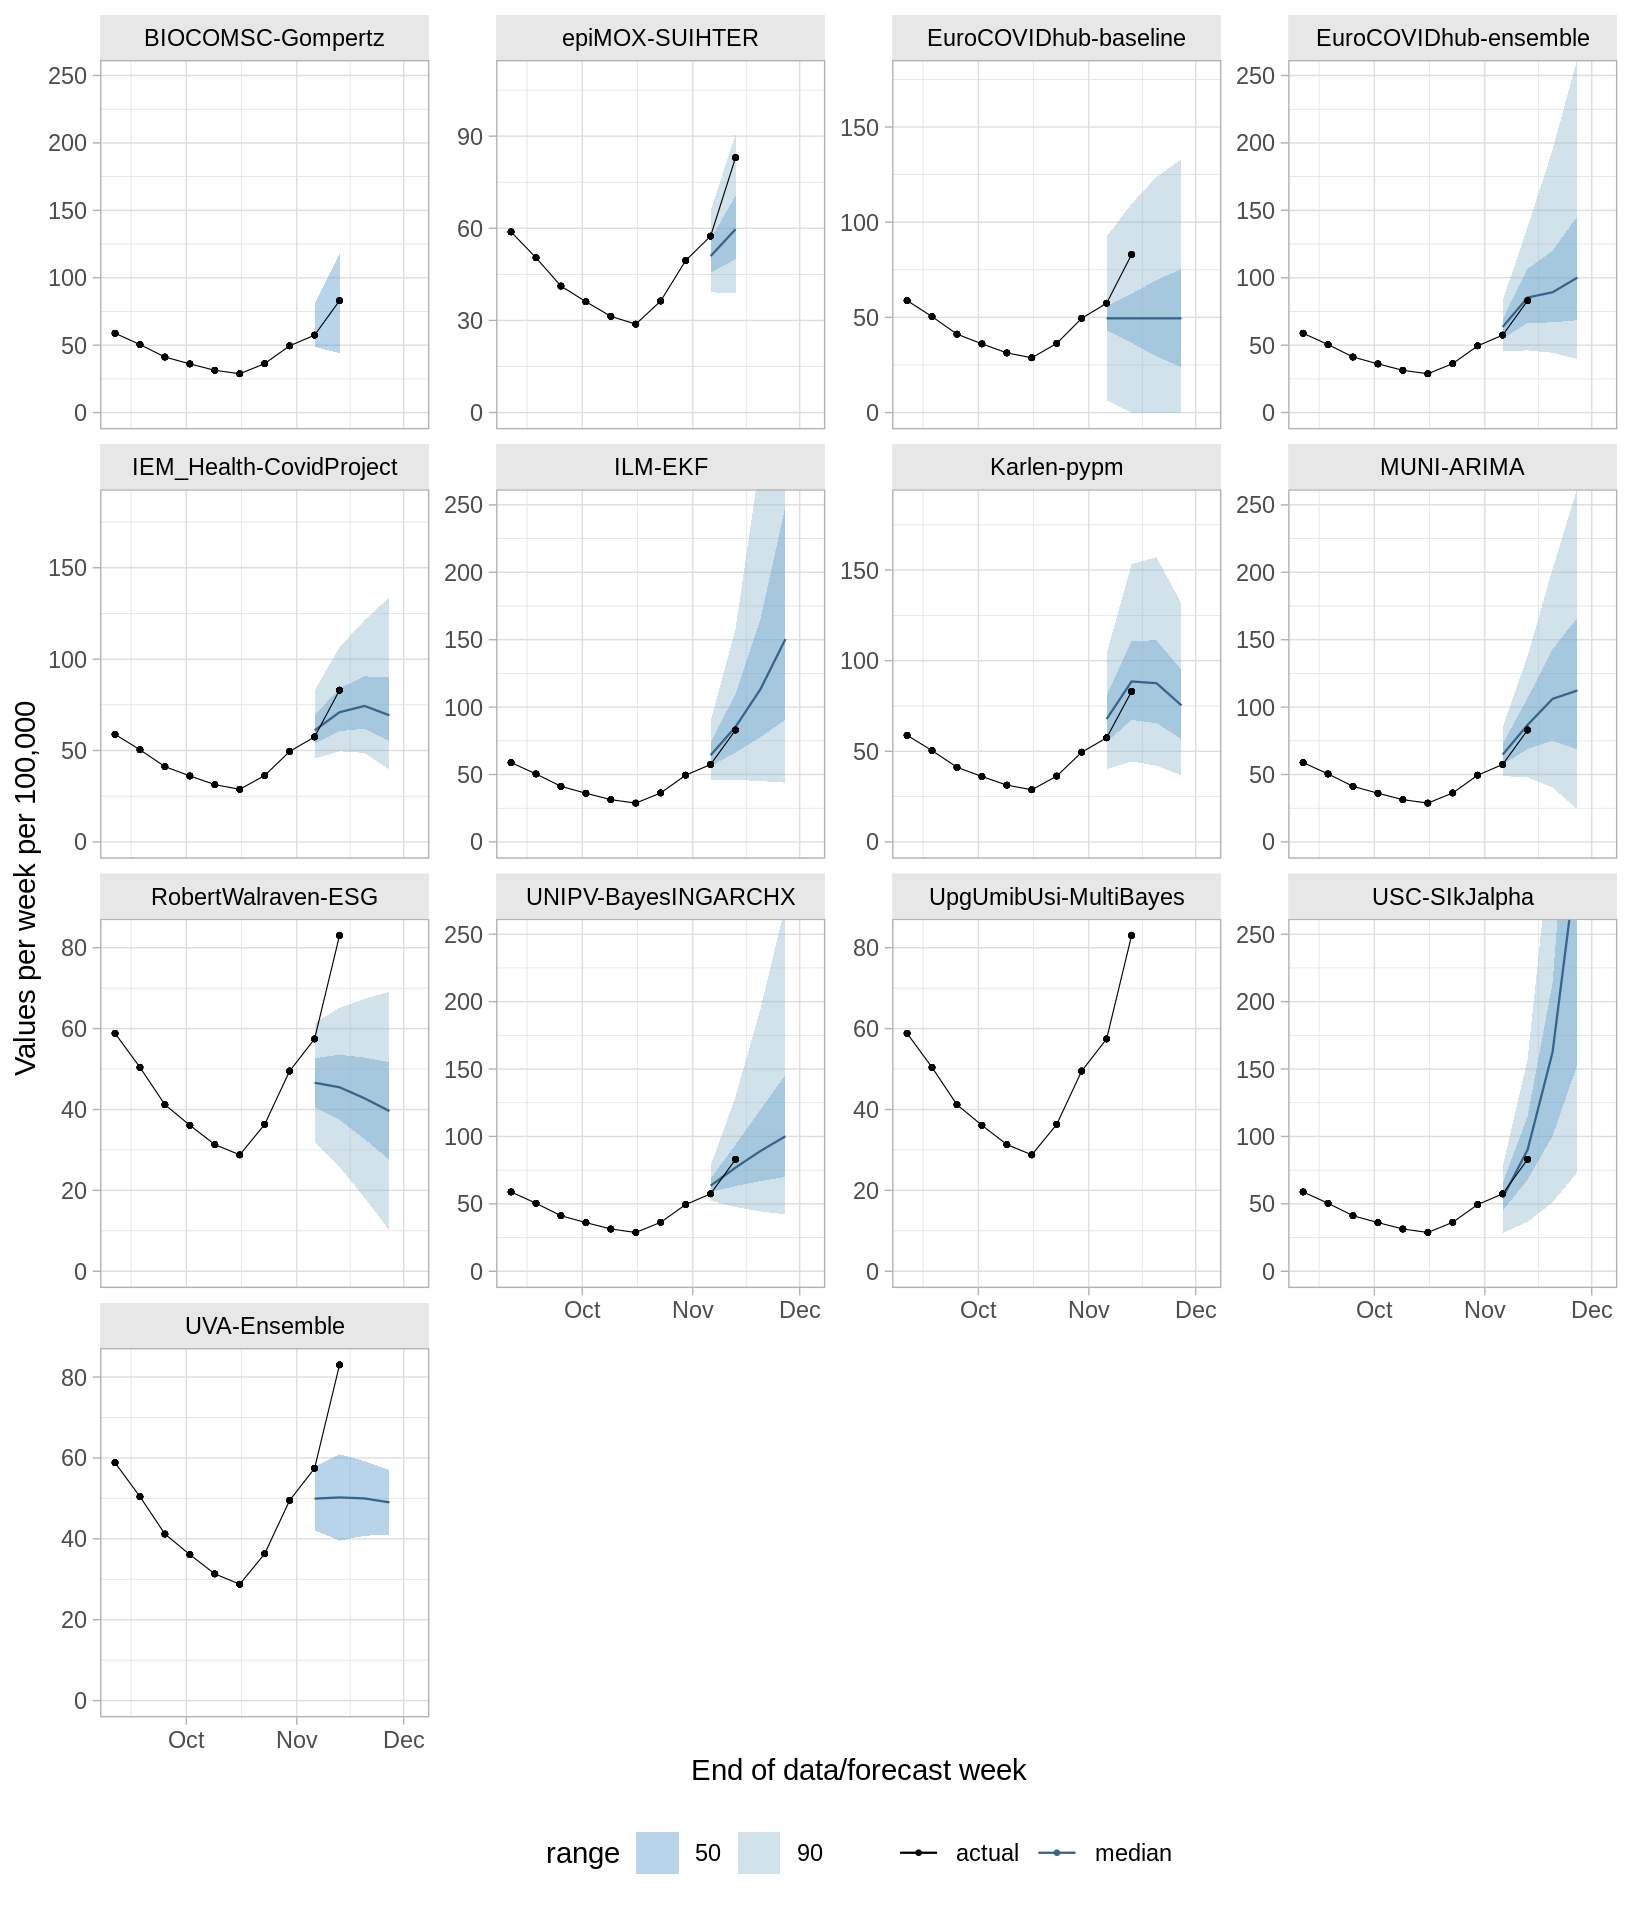 BIOCOMSC-Gompertz epiMOX-SUIHTER EuroCOVIDhub-baseline EuroCOVIDhub-ensemble
250 250
200 90 150 200
150 60 100 150
100 100
50 30 50 50
0 0 0 0
IEM_Health-CovidProject ILM-EKF Karlen-pypm MUNI-ARIMA
250 250
150 200 150 200
100 150 100 150
100 100
50 50 50 50
0 0 0 0
RobertWalraven-ESG UNIPV-BayesINGARCHX UpgUmibUsi-MultiBayes USC-SIkJalpha
80 250 80 250
60 200 60 200
150 150
40 100 40 100
20 50 20 50
0 0 0 0
Oct Nov Dec Oct Nov Dec Oct Nov Dec
UVA-Ensemble
80
60
40
20
0
Oct Nov Dec
Values per week per 100,000
End of data/forecast week
range 50 90 actual median